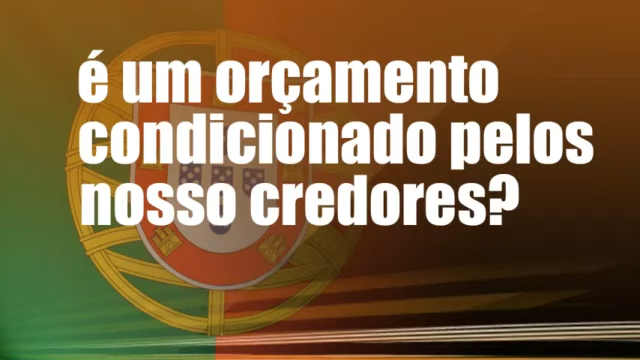 é um orçamento
condicionado pelos
nosso credores?